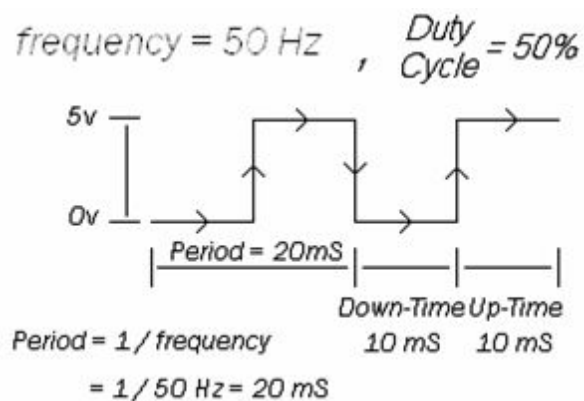 frequency = 50 Hz , Duty Cycle = 50%
5v
0v
Period = 20mS
Down-Time Up-Time
10 mS 10 mS
Period = 1 / frequency
= 1 / 50 Hz = 20 mS